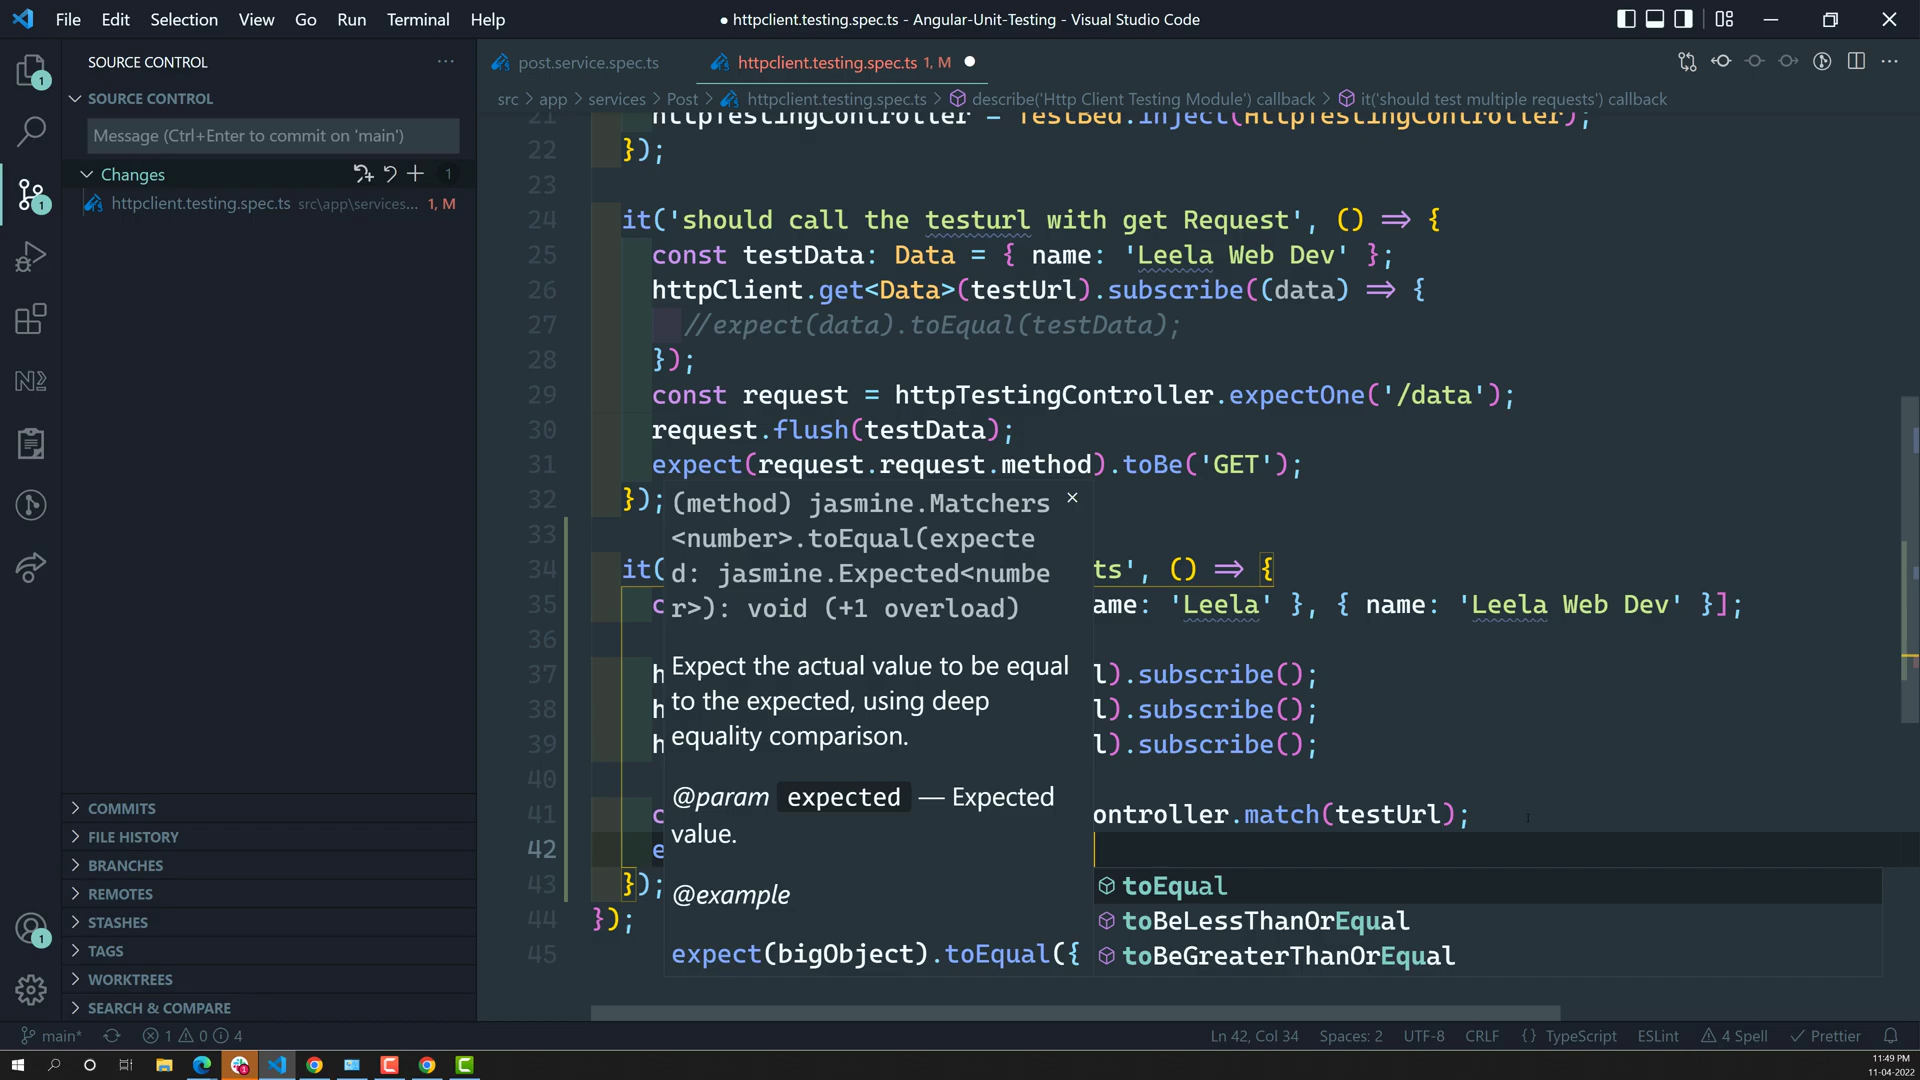 File Edit Selection View Go Run Terminal Help
● httpclient.testing.spec.ts - Angular-Unit-Testing - Visual Studio Code
SOURCE CONTROL
SOURCE CONTROL
Message (Ctrl+Enter to commit on 'main')
Changes 1
httpclient.testing.spec.ts src\app\services... 1, M
COMMITS
FILE HISTORY
BRANCHES
REMOTES
STASHES
TAGS
WORKTREES
SEARCH & COMPARE
post.service.spec.ts
httpclient.testing.spec.ts 1, M
src > app > services > Post > httpclient.testing.spec.ts > describe('Http Client Testing Module') callback > it('should test multiple requests') callback
21 httpTestingController = TestBed.inject(HttpTestingController);
22 });
23
24 it('should call the testurl with get Request', () => {
25 const testData: Data = { name: 'Leela Web Dev' };
26 httpClient.get<Data>(testUrl).subscribe((data) => {
27 //expect(data).toEqual(testData);
28 });
29 const request = httpTestingController.expectOne('/data');
30 request.flush(testData);
31 expect(request.request.method).toBe('GET');
32 });
33
34 it( ts', () => {
35 c ame: 'Leela' }, { name: 'Leela Web Dev' }];
36
37 h l).subscribe();
38 h l).subscribe();
39 h l).subscribe();
40
41 c ontroller.match(testUrl);
42 e
43 });
44 });
45
(method) jasmine.Matchers
<number>.toEqual(expecte
d: jasmine.Expected<numbe
r>): void (+1 overload)
Expect the actual value to be equal
to the expected, using deep
equality comparison.
@param expected — Expected
value.
@example
expect(bigObject).toEqual({
toEqual
toBeLessThanOrEqual
toBeGreaterThanOrEqual
main* 1 0 4
Ln 42, Col 34 Spaces: 2 UTF-8 CRLF {} TypeScript ESLint 4 Spell Prettier
11:49 PM
11-04-2022